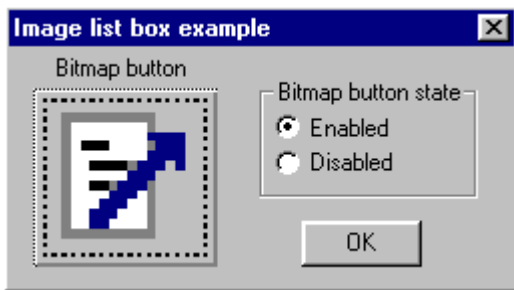 Image list box example
Bitmap button
Bitmap button state
Enabled
Disabled
OK